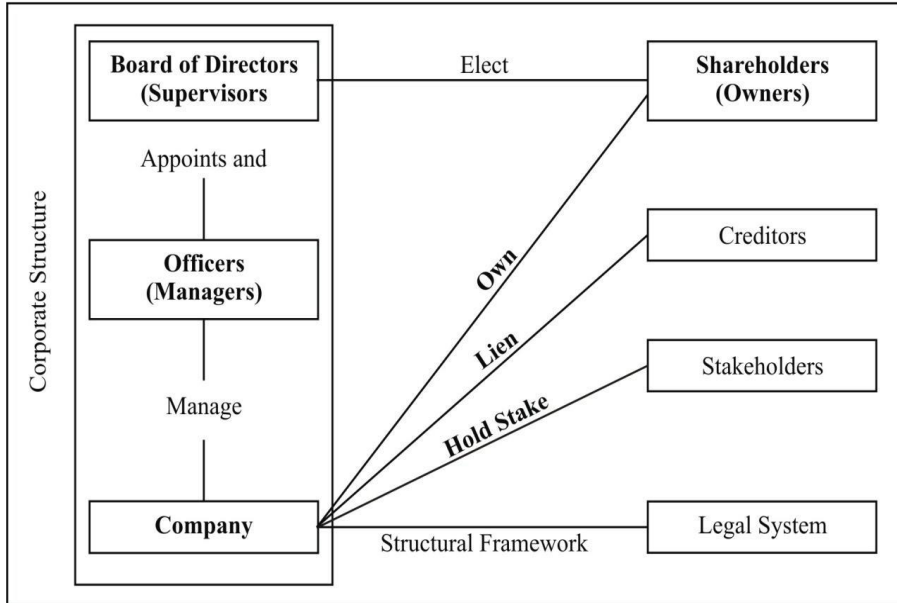 Corporate Structure
Board of Directors
(Supervisors
Elect
Shareholders
(Owners)
Appoints and
Officers
(Managers)
Own
Creditors
Lien
Stakeholders
Manage
Hold Stake
Company
Structural Framework
Legal System